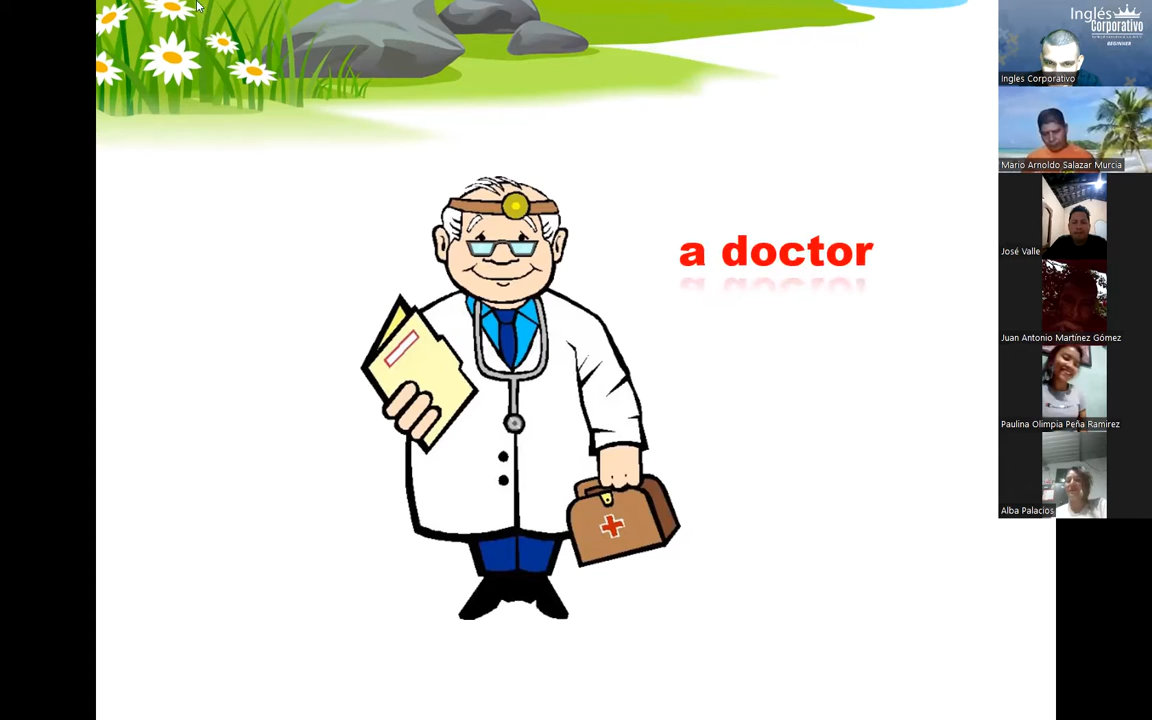 a doctor
Inglés
Corporativo
BEGINNER
Ingles Corporativo
Mario Arnoldo Salazar Murcia
José Valle
Juan Antonio Martínez Gómez
Paulina Olimpia Peña Ramirez
Alba Palacios